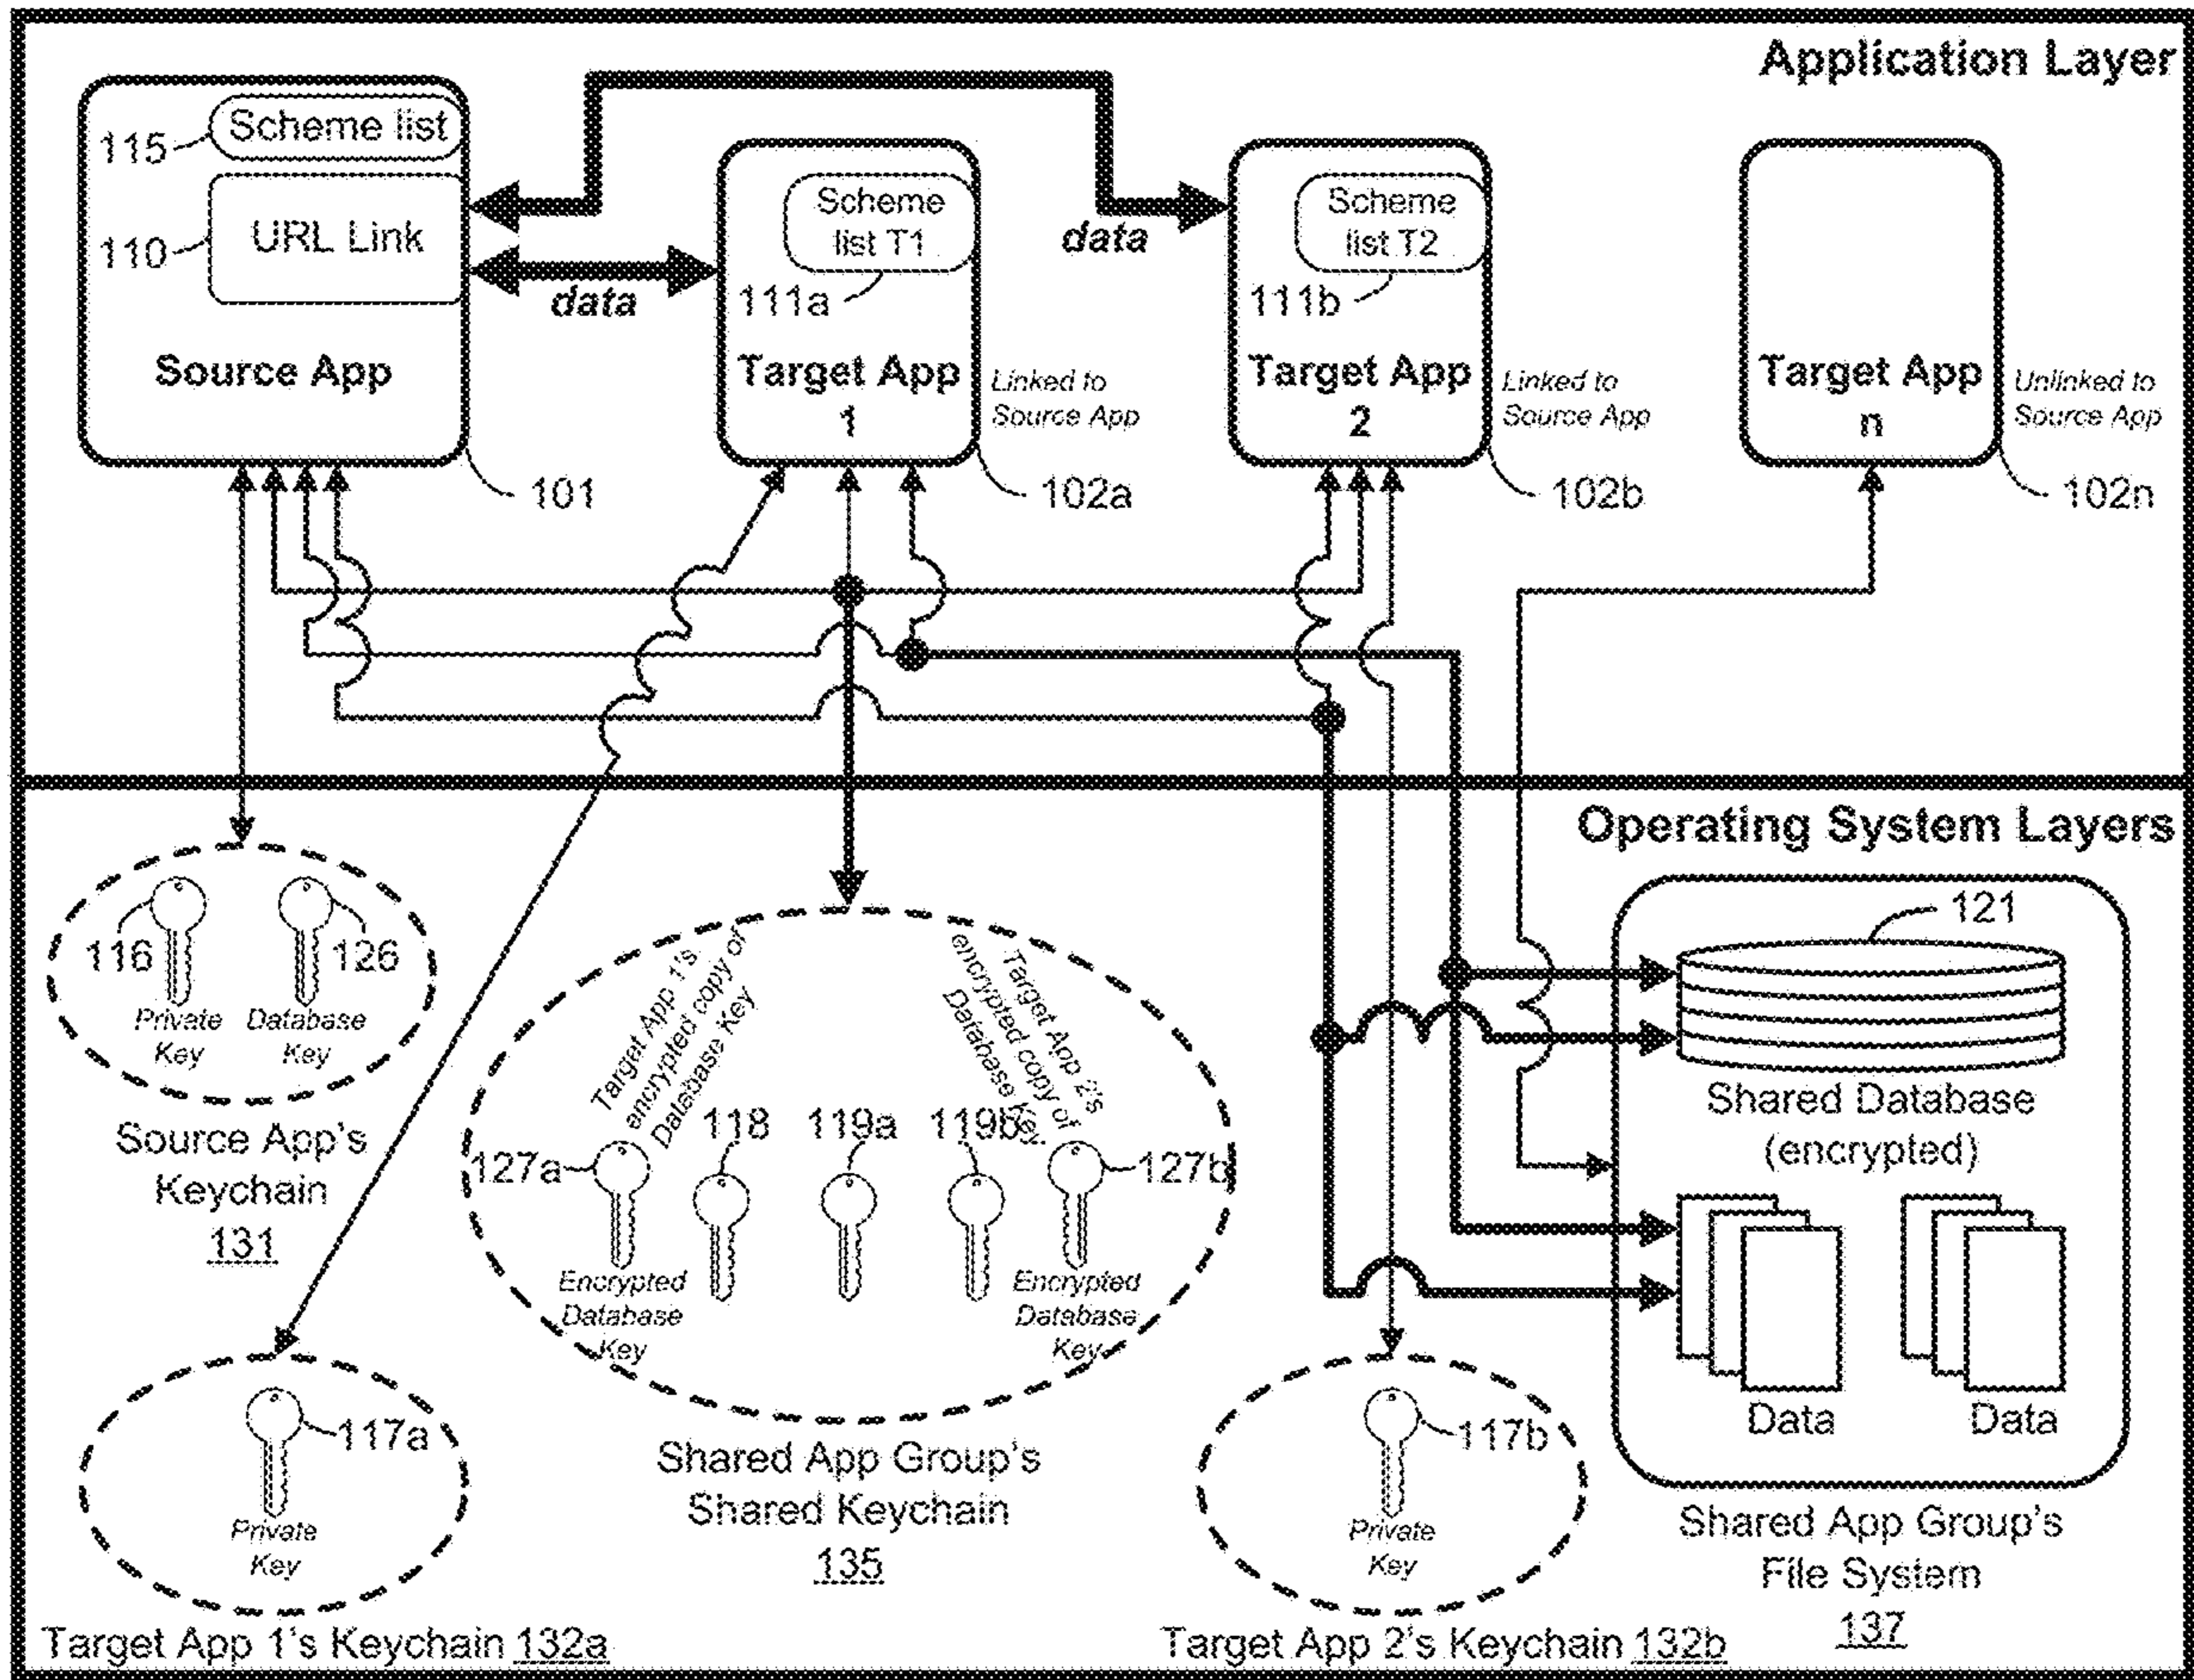 Application Layer
Scheme list
115
URL Link
110
Source App
101
data
data
Scheme
list T1
111a
Target App
1
Linked to
Source App
102a
Scheme
list T2
111b
Target App
2
Linked to
Source App
102b
Target App
n
Unlinked to
Source App
102n
Operating System Layers
116
126
Private
Key
Database
Key
Source App's
Keychain
131
Target App 1's
encrypted copy of
Database Key
Target App 2's
encrypted copy of
Database Key.
127a
118
119a
119b
127b
Encrypted
Database
Key
Encrypted
Database
Key
Shared App Group's
Shared Keychain
135
117a
Private
Key
Target App 1's Keychain 132a
117b
Private
Key
Target App 2's Keychain 132b
121
Shared Database
(encrypted)
Data
Data
Shared App Group's
File System
137